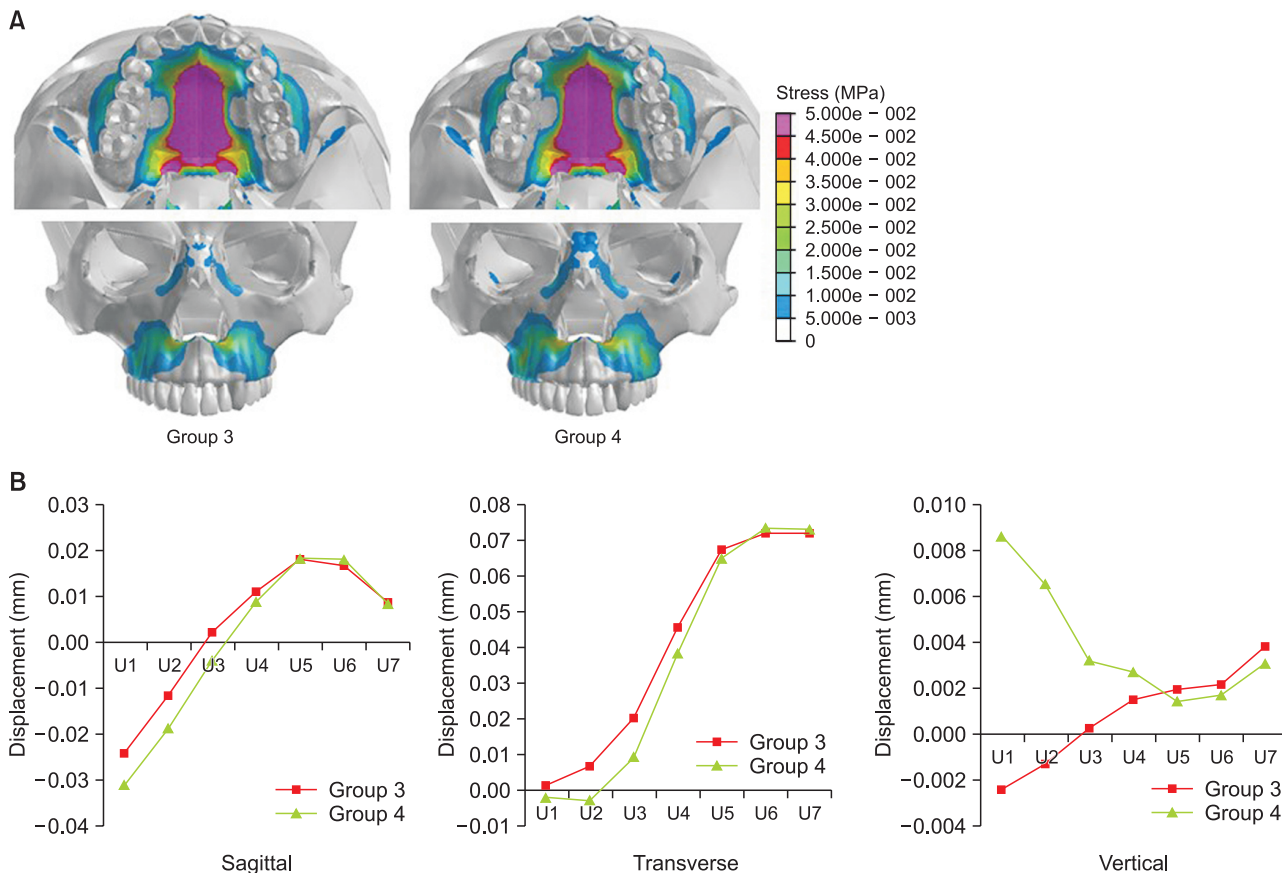 A
Stress (MPa)
5.000e − 002
4.500e − 002
4.000e − 002
3.500e − 002
3.000e − 002
2.500e − 002
2.000e − 002
1.500e − 002
1.000e − 002
5.000e − 003
0
Group 3
Group 4
B
Displacement (mm)
0.03
0.02
0.01
0.00
−0.01
−0.02
−0.03
−0.04
U1 U2 U3 U4 U5 U6 U7
Group 3
Group 4
Sagittal
Displacement (mm)
0.08
0.07
0.06
0.05
0.04
0.03
0.02
0.01
0.00
−0.01
U1 U2 U3 U4 U5 U6 U7
Group 3
Group 4
Transverse
Displacement (mm)
0.010
0.008
0.006
0.004
0.002
0.000
−0.002
−0.004
U1 U2 U3 U4 U5 U6 U7
Group 3
Group 4
Vertical